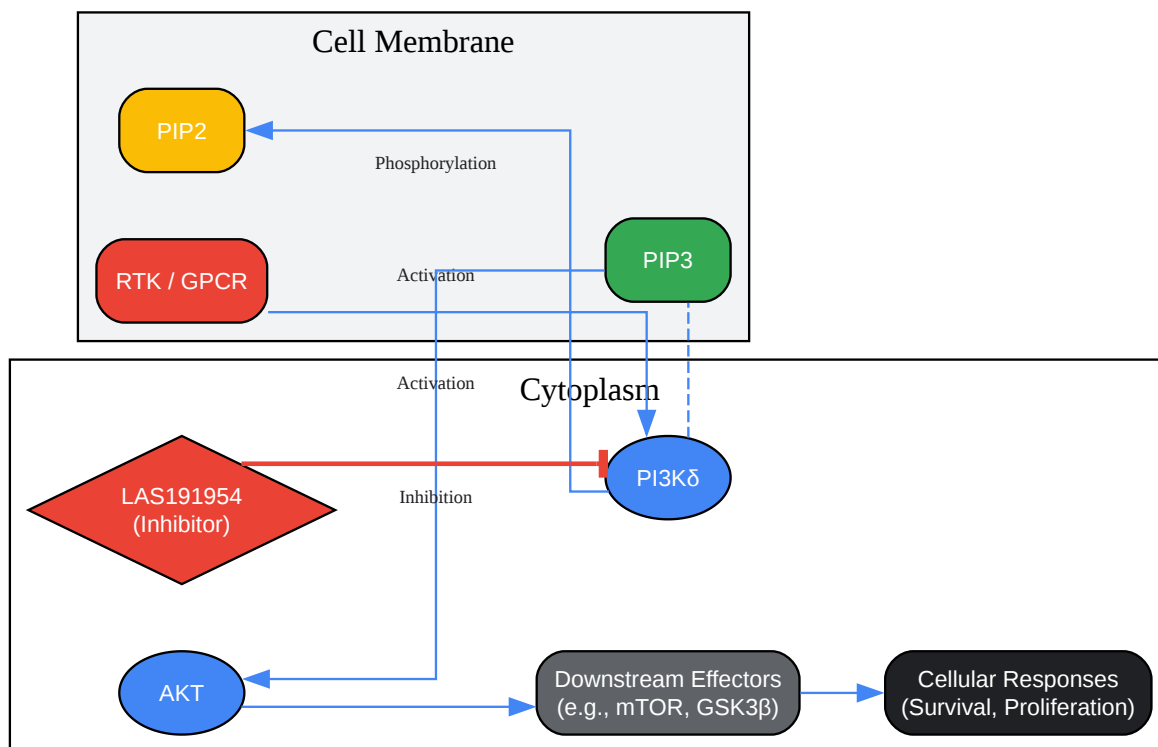 Cell Membrane
PIP2
Phosphorylation
PIP3
RTK / GPCR
Activation
Activation
Cytoplasm
LAS191954
(Inhibitor)
PI3Kδ
Inhibition
AKT
Downstream Effectors
(e.g., mTOR, GSK3β)
Cellular Responses
(Survival, Proliferation)